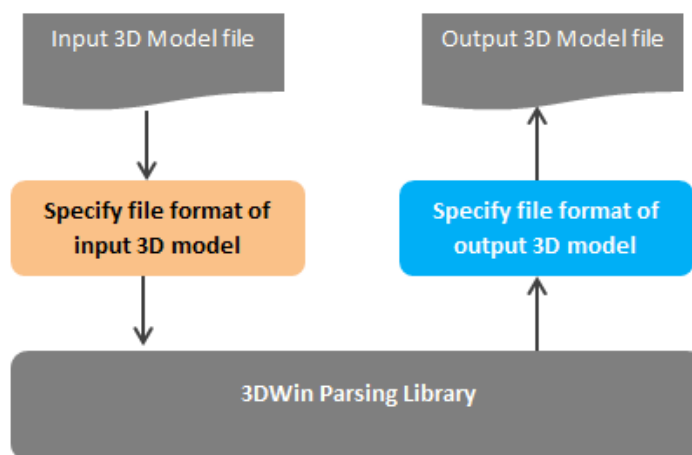 Input 3D Model file
Output 3D Model file
Specify file format of
input 3D model
Specify file format of
output 3D model
3DWin Parsing Library